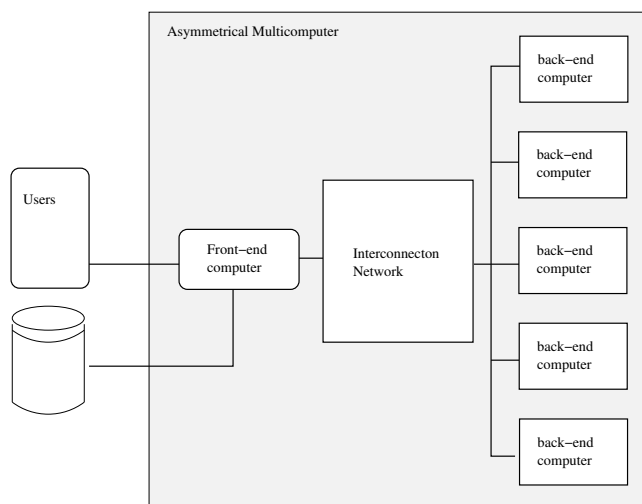 Asymmetrical Multicomputer
back−end
computer
back−end
computer
Users
Front−end
computer
Interconnecton
Network
back−end
computer
back−end
computer
back−end
computer